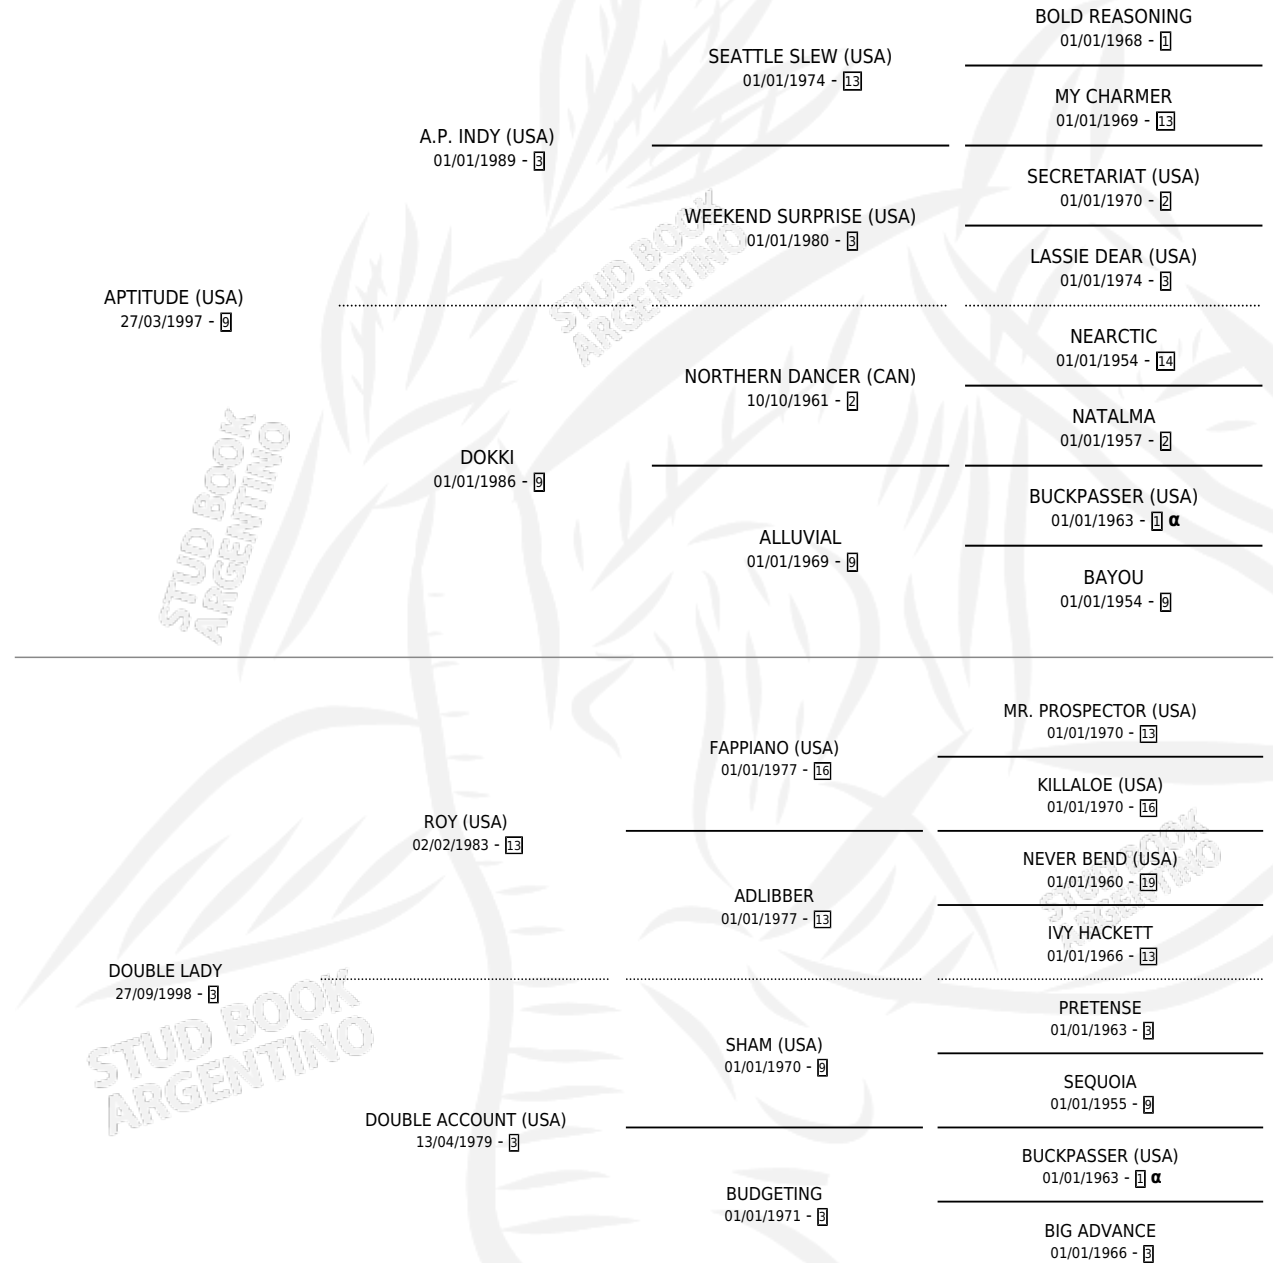 BOLD REASONING
01/01/1968 - 1
SEATTLE SLEW (USA)
01/01/1974 - 13
MY CHARMER
01/01/1969 - 13
A.P. INDY (USA)
01/01/1989 - 3
SECRETARIAT (USA)
01/01/1970 - 2
WEEKEND SURPRISE (USA)
01/01/1980 - 3
LASSIE DEAR (USA)
01/01/1974 - 3
STUD BOOK
ARGENTINO
APTITUDE (USA)
27/03/1997 - 9
NEARCTIC
01/01/1954 - 14
NORTHERN DANCER (CAN)
10/10/1961 - 2
NATALMA
01/01/1957 - 2
DOKKI
01/01/1986 - 9
BUCKPASSER (USA)
01/01/1963 - 1 α
ALLUVIAL
01/01/1969 - 9
BAYOU
01/01/1954 - 9
STUD BOOK
ARGENTINO
MR. PROSPECTOR (USA)
01/01/1970 - 13
FAPPIANO (USA)
01/01/1977 - 16
KILLALOE (USA)
01/01/1970 - 16
ROY (USA)
02/02/1983 - 13
NEVER BEND (USA)
01/01/1960 - 19
ADLIBBER
01/01/1977 - 13
IVY HACKETT
01/01/1966 - 13
STUD BOOK
ARGENTINO
DOUBLE LADY
27/09/1998 - 3
PRETENSE
01/01/1963 - 3
SHAM (USA)
01/01/1970 - 9
SEQUOIA
01/01/1955 - 9
STUD BOOK
ARGENTINO
DOUBLE ACCOUNT (USA)
13/04/1979 - 3
BUCKPASSER (USA)
01/01/1963 - 1 α
BUDGETING
01/01/1971 - 3
BIG ADVANCE
01/01/1966 - 3